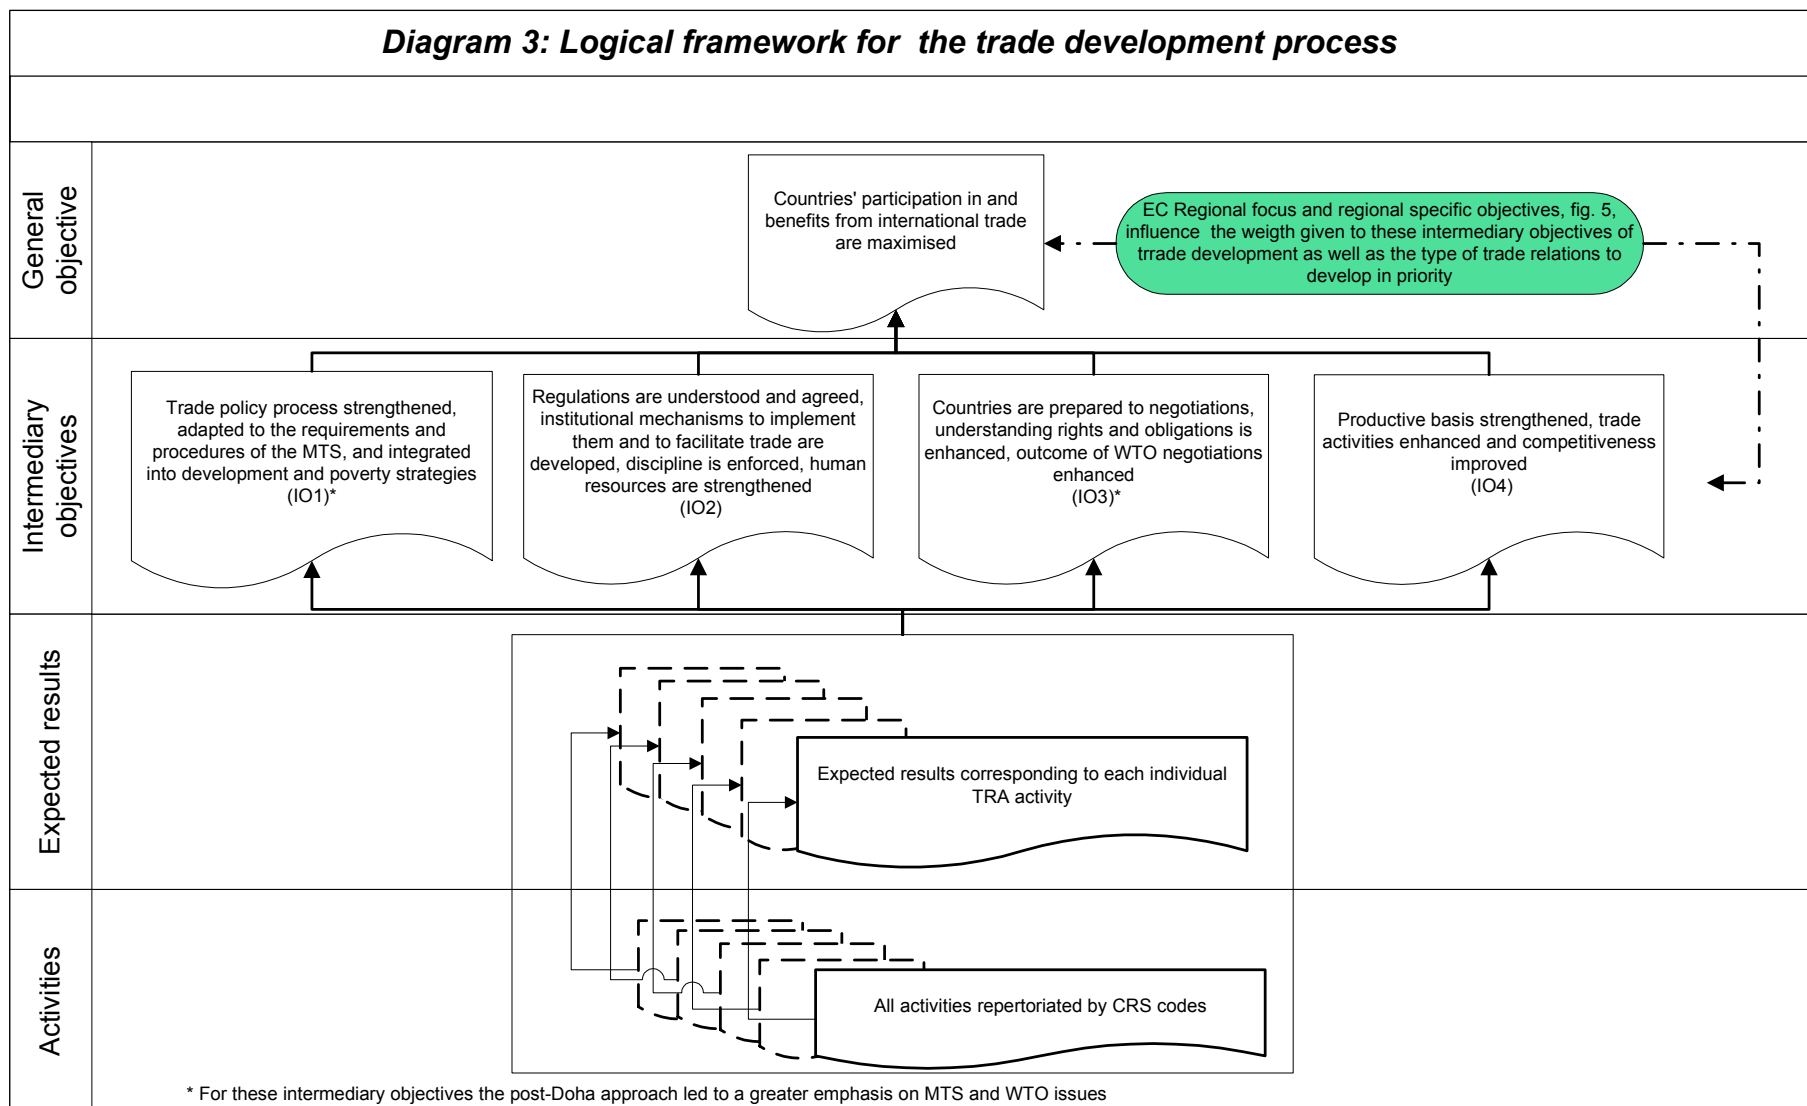 Diagram 3: Logical framework for the trade development process
General
objective
Countries' participation in and
benefits from international trade
are maximised
EC Regional focus and regional specific objectives, fig. 5,
influence the weigth given to these intermediary objectives of
trrade development as well as the type of trade relations to
develop in priority
Intermediary
objectives
Trade policy process strengthened,
adapted to the requirements and
procedures of the MTS, and integrated
into development and poverty strategies
(IO1)*
Regulations are understood and agreed,
institutional mechanisms to implement
them and to facilitate trade are
developed, discipline is enforced, human
resources are strengthened
(IO2)
Countries are prepared to negotiations,
understanding rights and obligations is
enhanced, outcome of WTO negotiations
enhanced
(IO3)*
Productive basis strengthened, trade
activities enhanced and competitiveness
improved
(IO4)
Expected results
Expected results corresponding to each individual
TRA activity
Activities
All activities repertoriated by CRS codes
* For these intermediary objectives the post-Doha approach led to a greater emphasis on MTS and WTO issues